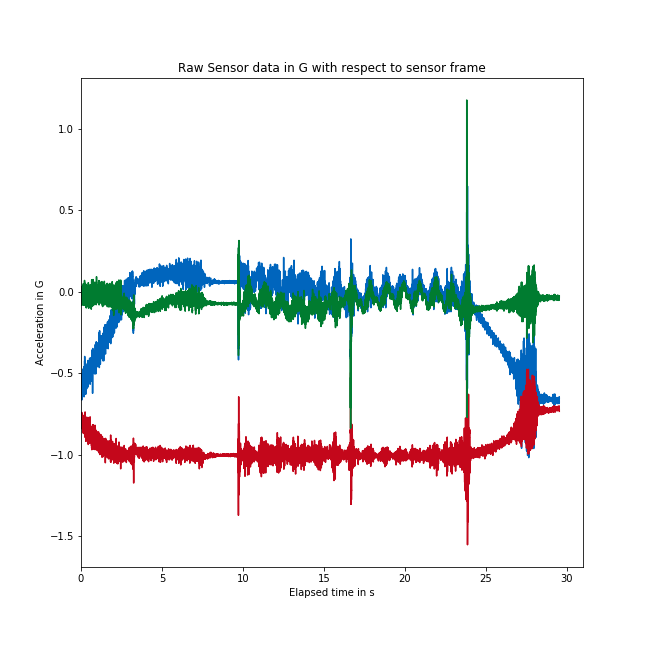 Raw Sensor data in G with respect to sensor frame
1.0
0.5
0.0
−0.5
−1.0
−1.5
Acceleration in G
0 5 10 15 20 25 30
Elapsed time in s